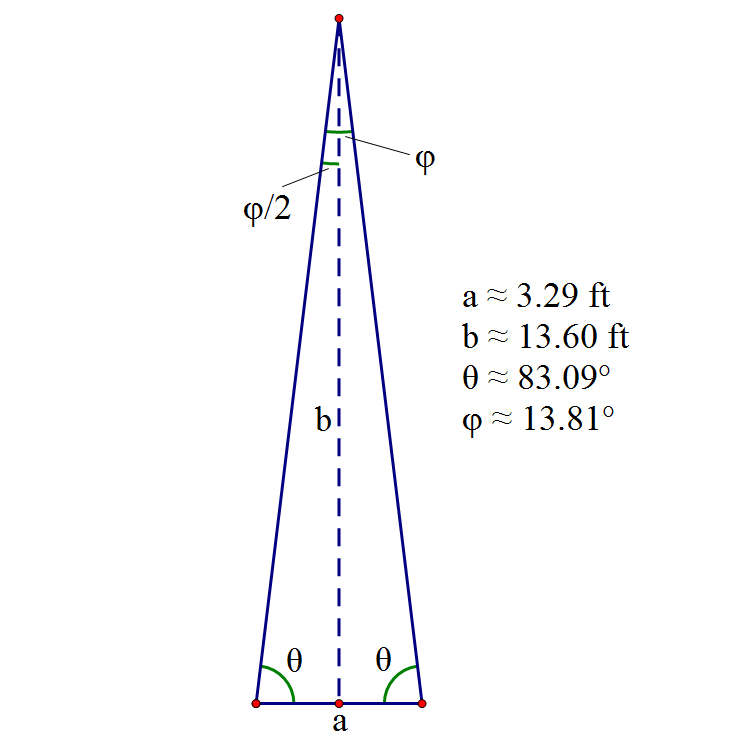 φ
φ/2
a ≈ 3.29 ft
b ≈ 13.60 ft
θ ≈ 83.09°
φ ≈ 13.81°
b
θ
θ
a